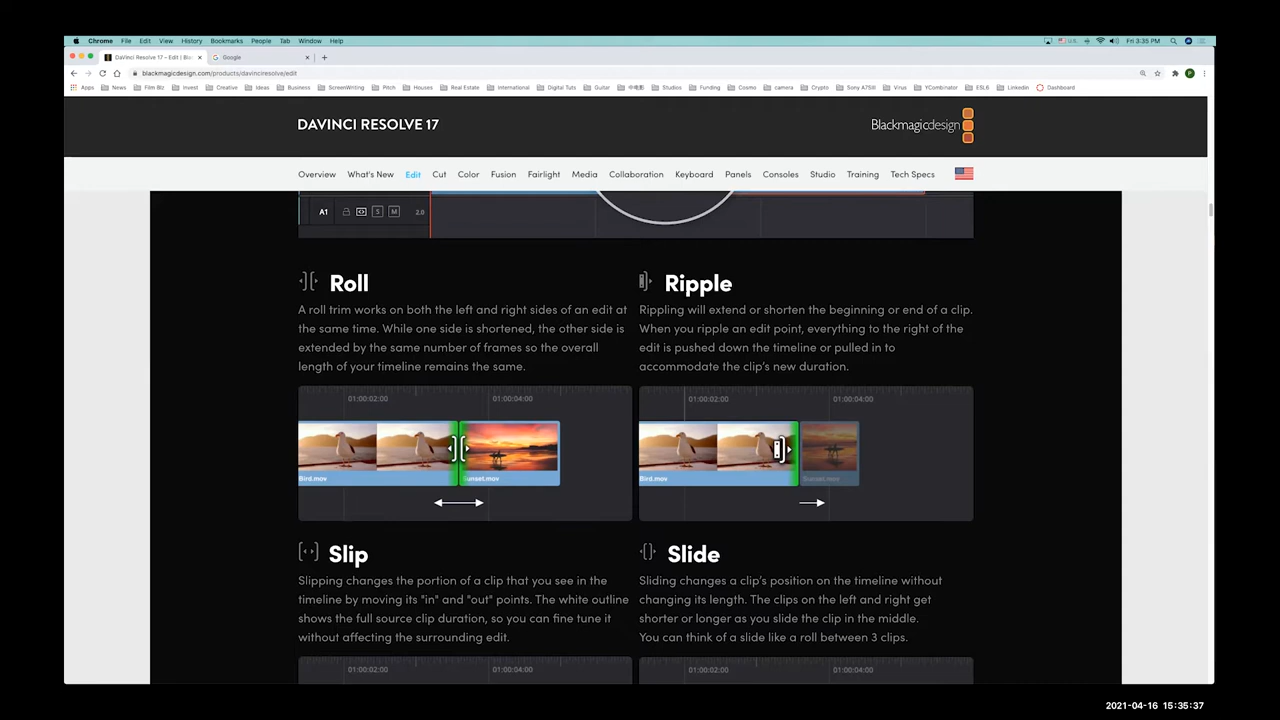 Chrome File Edit View History Bookmarks People Tab Window Help
Fri 3:35 PM
DaVinci Resolve 17 – Edit | Bla
Google
blackmagicdesign.com/products/davinciresolve/edit
Apps News Film Biz Invest Creative Ideas Business ScreenWriting Pitch Houses Real Estate International Digital Tuts Guitar Studios Funding Cosmo camera Crypto Sony A7SIII Virus YCombinator ESL6 Linkedin Dashboard
DAVINCI RESOLVE 17
Blackmagicdesign
Overview What's New Edit Cut Color Fusion Fairlight Media Collaboration Keyboard Panels Consoles Studio Training Tech Specs
A1 S M 2.0
Roll
A roll trim works on both the left and right sides of an edit at
the same time. While one side is shortened, the other side is
extended by the same number of frames so the overall
length of your timeline remains the same.
01:00:02:00 01:00:04:00
Bird.mov Sunset.mov
Ripple
Rippling will extend or shorten the beginning or end of a clip.
When you ripple an edit point, everything to the right of the
edit is pushed down the timeline or pulled in to
accommodate the clip's new duration.
01:00:02:00 01:00:04:00
Bird.mov Sunset.mov
Slip
Slipping changes the portion of a clip that you see in the
timeline by moving its "in" and "out" points. The white outline
shows the full source clip duration, so you can fine tune it
without affecting the surrounding edit.
01:00:02:00 01:00:04:00
Slide
Sliding changes a clip's position on the timeline without
changing its length. The clips on the left and right get
shorter or longer as you slide the clip in the middle.
You can think of a slide like a roll between 3 clips.
01:00:02:00 01:00:04:00
2021-04-16 15:35:37